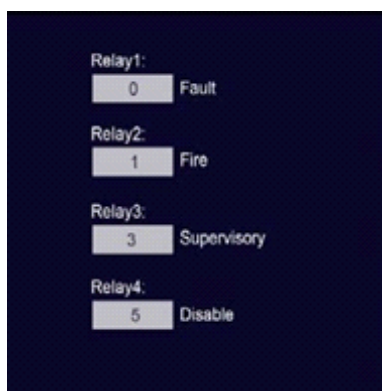 Relay1:
0 Fault
Relay2:
1 Fire
Relay3:
3 Supervisory
Relay4:
5 Disable